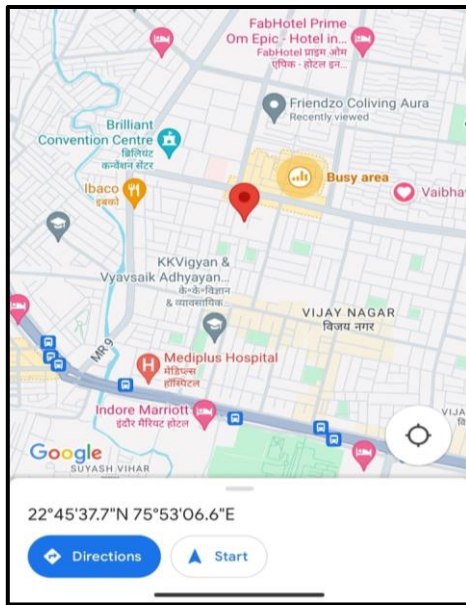 FabHotel Prime
Om Epic - Hotel in...
FabHotel प्राइम ओम
एपिक - होटल इन...
Friendzo Coliving Aura
Recently viewed
Brilliant
Convention Centre
ब्रिलियंट
कन्वेंशन सेंटर
Busy area
Ibaco
इबाको
Vaibhav
KKVigyan &
Vyavsaik Adhyayan...
के॰के॰विज्ञान
& व्यावसायिक...
VIJAY NAGAR
विजय नगर
MR 9
Mediplus Hospital
मेडिप्लस
हॉस्पिटल
Indore Marriott
इंदौर मैरियट होटल
VIJA
Google
SUYASH VIHAR
22°45'37.7"N 75°53'06.6"E
Directions
Start